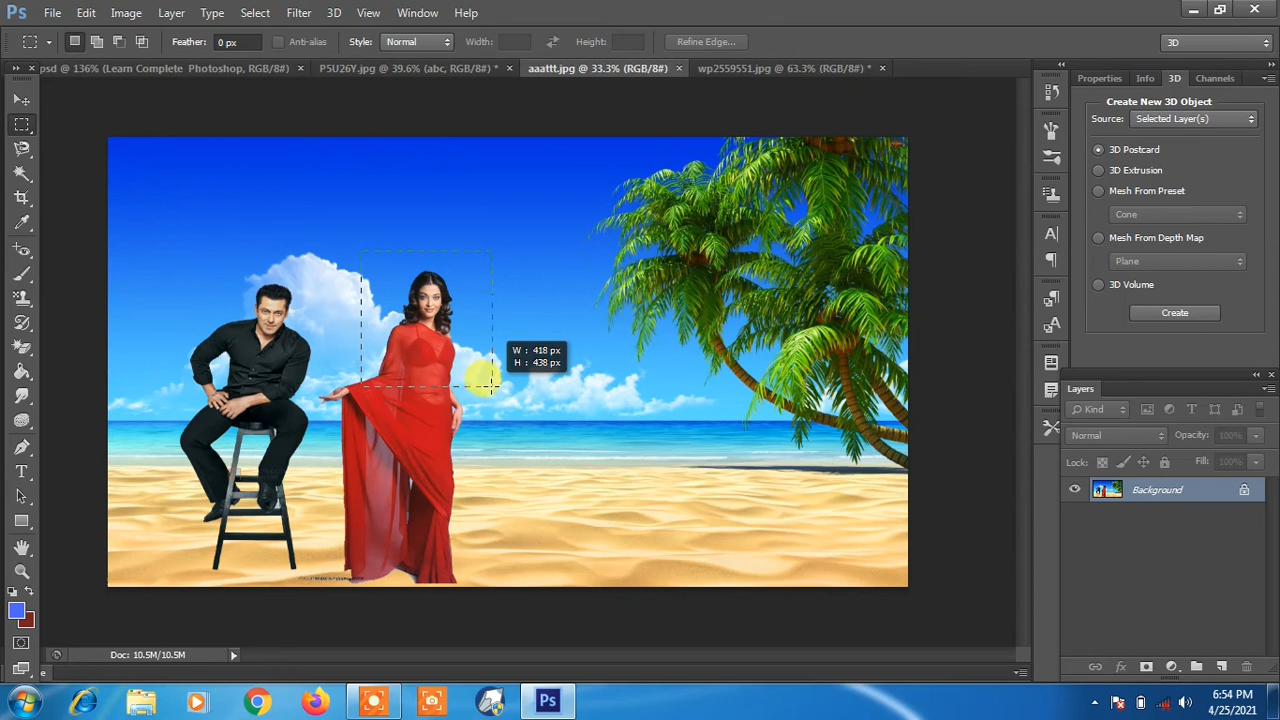 Ps File Edit Image Layer Type Select Filter 3D View Window Help
Feather: 0 px Anti-alias Style: Normal Width: Height: Refine Edge... 3D
psd @ 136% (Learn Complete Photoshop, RGB/8#) × P5U26Y.jpg @ 39.6% (abc, RGB/8#) * × aaattt.jpg @ 33.3% (RGB/8#) × wp2559551.jpg @ 63.3% (RGB/8#) * ×
Properties Info 3D Channels
Create New 3D Object
Source: Selected Layer(s)
3D Postcard
3D Extrusion
Mesh From Preset
Cone
Mesh From Depth Map
Plane
3D Volume
Create
W : 418 px
H : 438 px
Layers
Kind
Normal Opacity: 100%
Lock: Fill: 100%
Background
Doc: 10.5M/10.5M
e
Ps
6:54 PM
4/25/2021